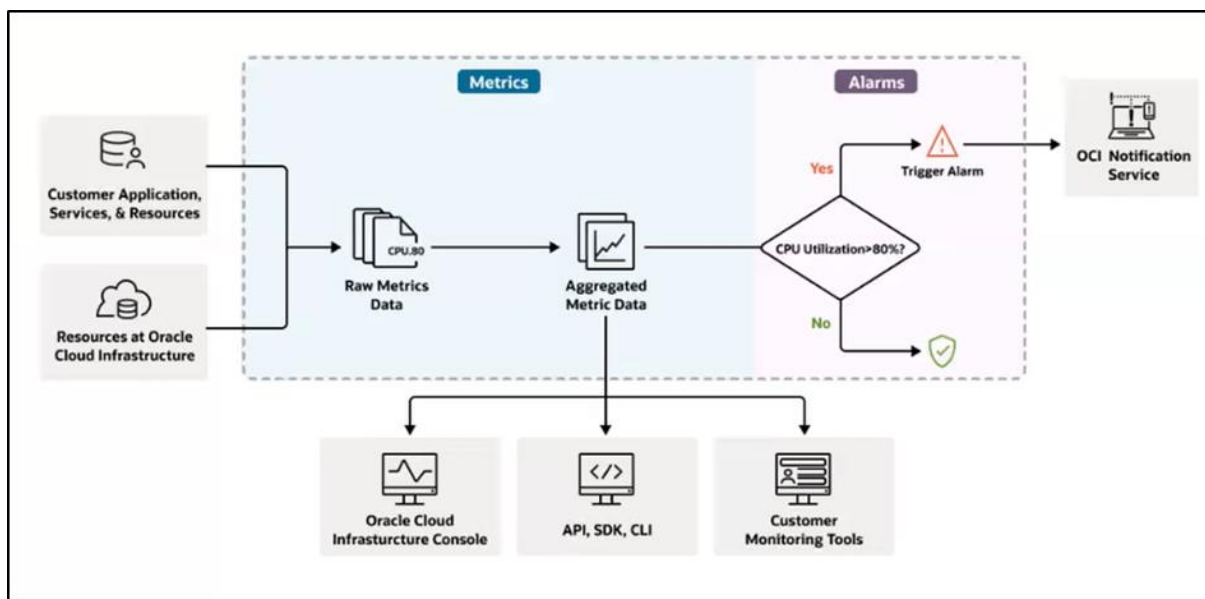 Metrics
Alarms
Customer Application,
Services, & Resources
Resources at Oracle
Cloud Infrastructure
CPU.80
Raw Metrics
Data
Aggregated
Metric Data
CPU Utilization>80%?
Yes
No
Trigger Alarm
OCI Notification
Service
Oracle Cloud
Infrasturcture Console
API, SDK, CLI
Customer
Monitoring Tools